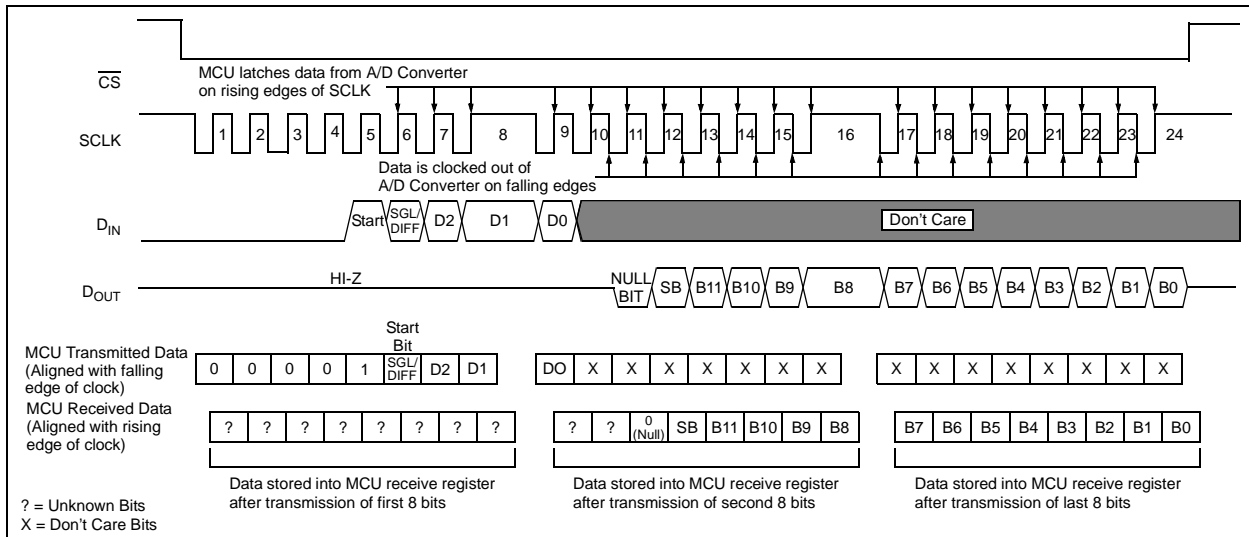 CS
MCU latches data from A/D Converter
on rising edges of SCLK
SCLK
1 2 3 4 5 6 7 8 9 10 11 12 13 14 15 16 17 18 19 20 21 22 23 24
Data is clocked out of
A/D Converter on falling edges
DIN
Start SGL/DIFF D2 D1 D0 Don't Care
DOUT
HI-Z NULL BIT SB B11 B10 B9 B8 B7 B6 B5 B4 B3 B2 B1 B0
Start
Bit
MCU Transmitted Data
(Aligned with falling
edge of clock)
0 0 0 0 1 SGL/DIFF D2 D1 DO X X X X X X X X X X X X X X X
MCU Received Data
(Aligned with rising
edge of clock)
? ? ? ? ? ? ? ? ? ? 0 (Null) SB B11 B10 B9 B8 B7 B6 B5 B4 B3 B2 B1 B0
Data stored into MCU receive register
after transmission of first 8 bits
Data stored into MCU receive register
after transmission of second 8 bits
Data stored into MCU receive register
after transmission of last 8 bits
? = Unknown Bits
X = Don't Care Bits